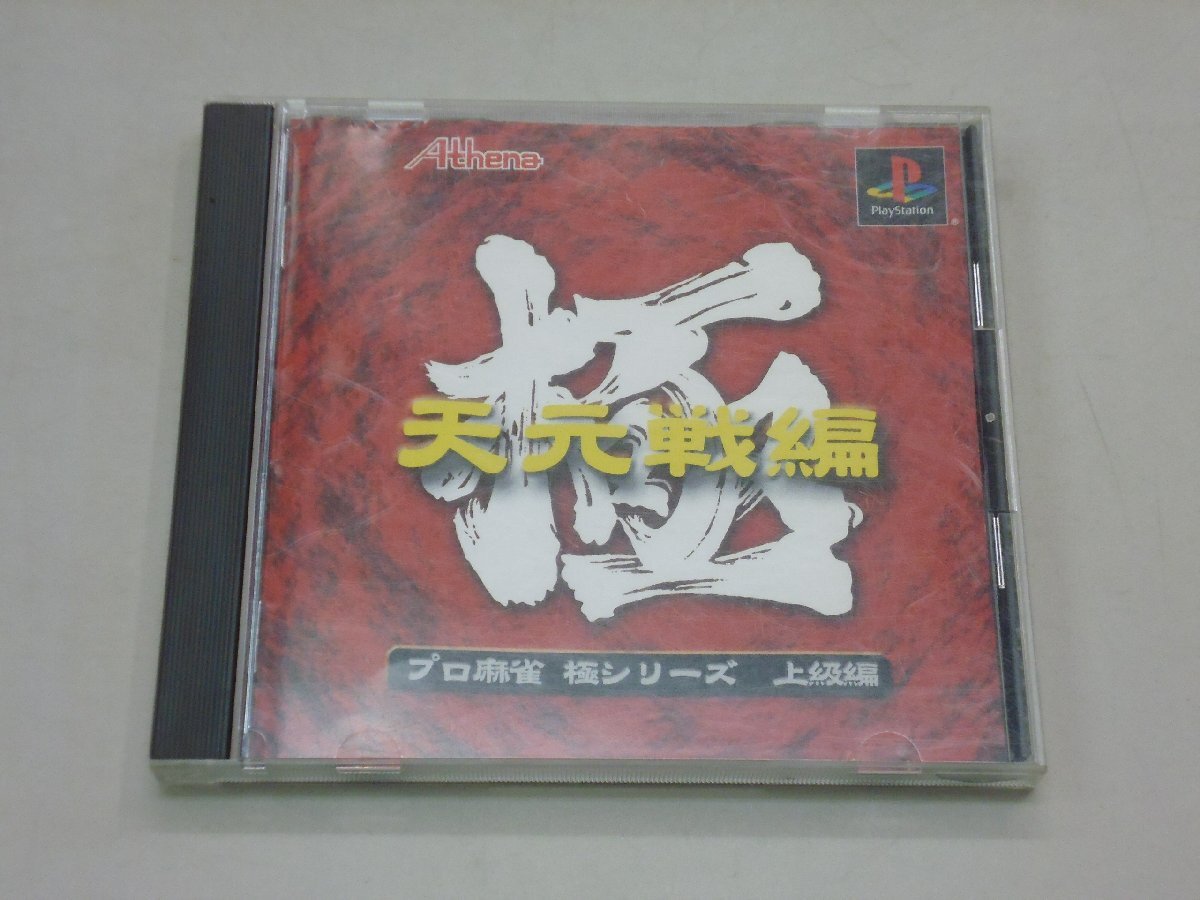 Athena
PlayStation
極
天元戦編
プロ麻雀 極シリーズ 上級編